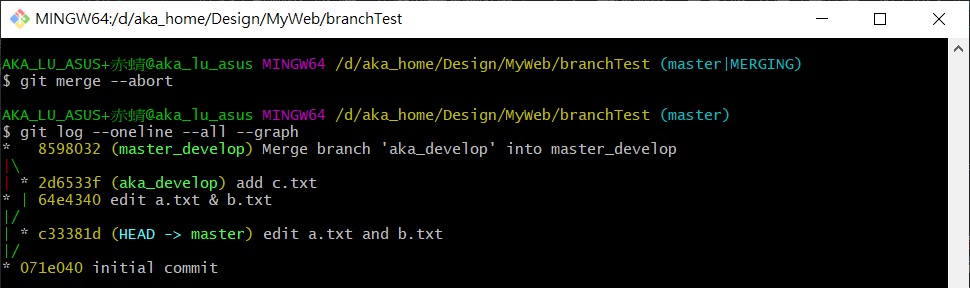 MINGW64:/d/aka_home/Design/MyWeb/branchTest
AKA_LU_ASUS+赤蜻@aka_lu_asus MINGW64 /d/aka_home/Design/MyWeb/branchTest (master|MERGING)
$ git merge --abort
AKA_LU_ASUS+赤蜻@aka_lu_asus MINGW64 /d/aka_home/Design/MyWeb/branchTest (master)
$ git log --oneline --all --graph
*   8598032 (master_develop) Merge branch 'aka_develop' into master_develop
|\
| * 2d6533f (aka_develop) add c.txt
* | 64e4340 edit a.txt & b.txt
|/
| * c33381d (HEAD -> master) edit a.txt and b.txt
|/
* 071e040 initial commit